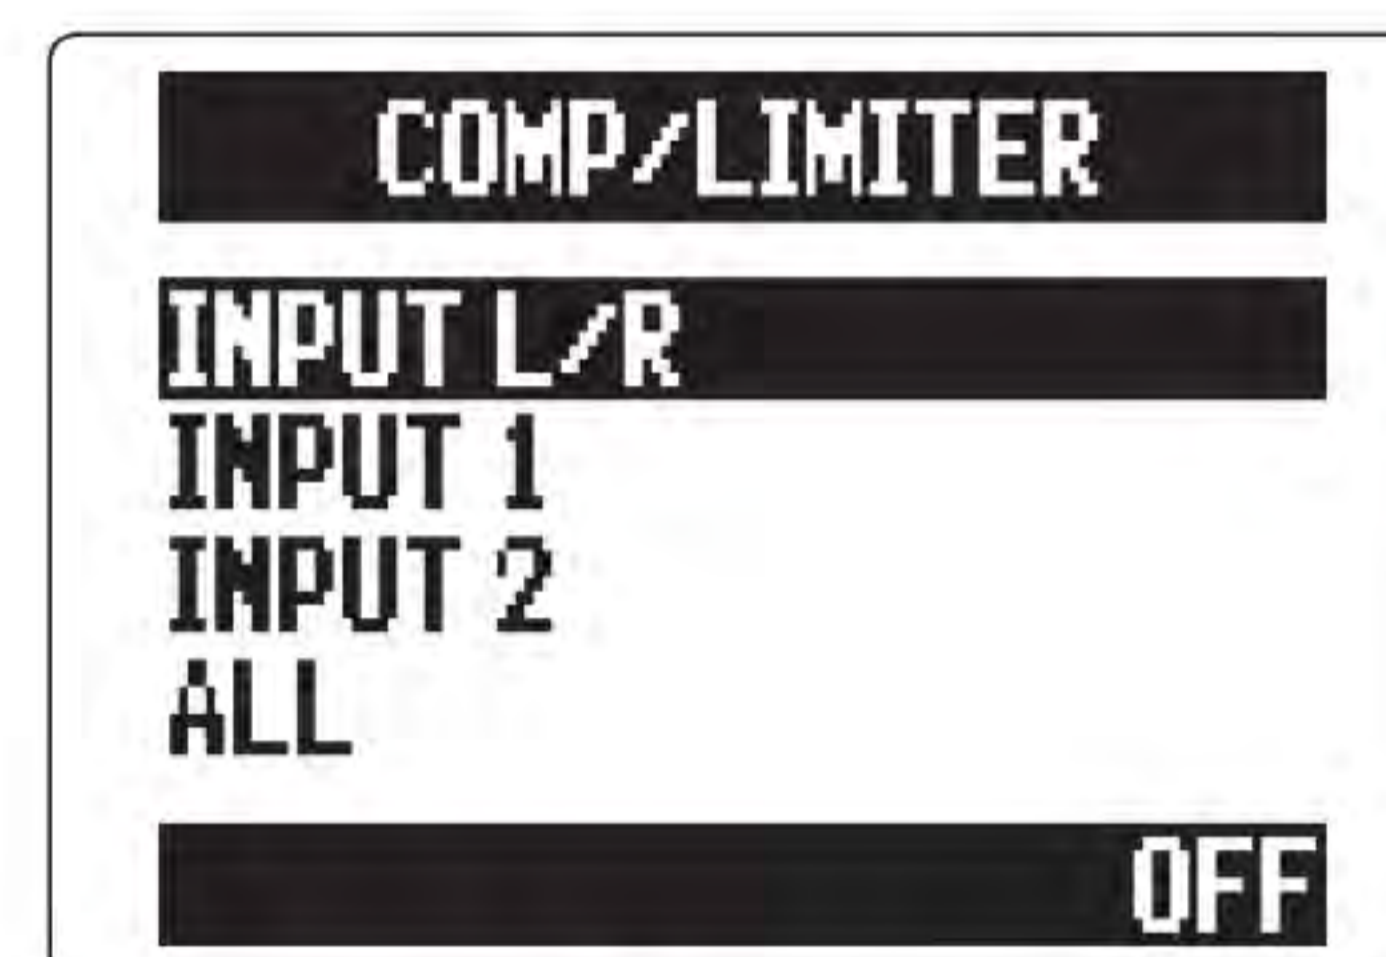 COMP/LIMITER
INPUT L/R
INPUT 1
INPUT 2
ALL
OFF